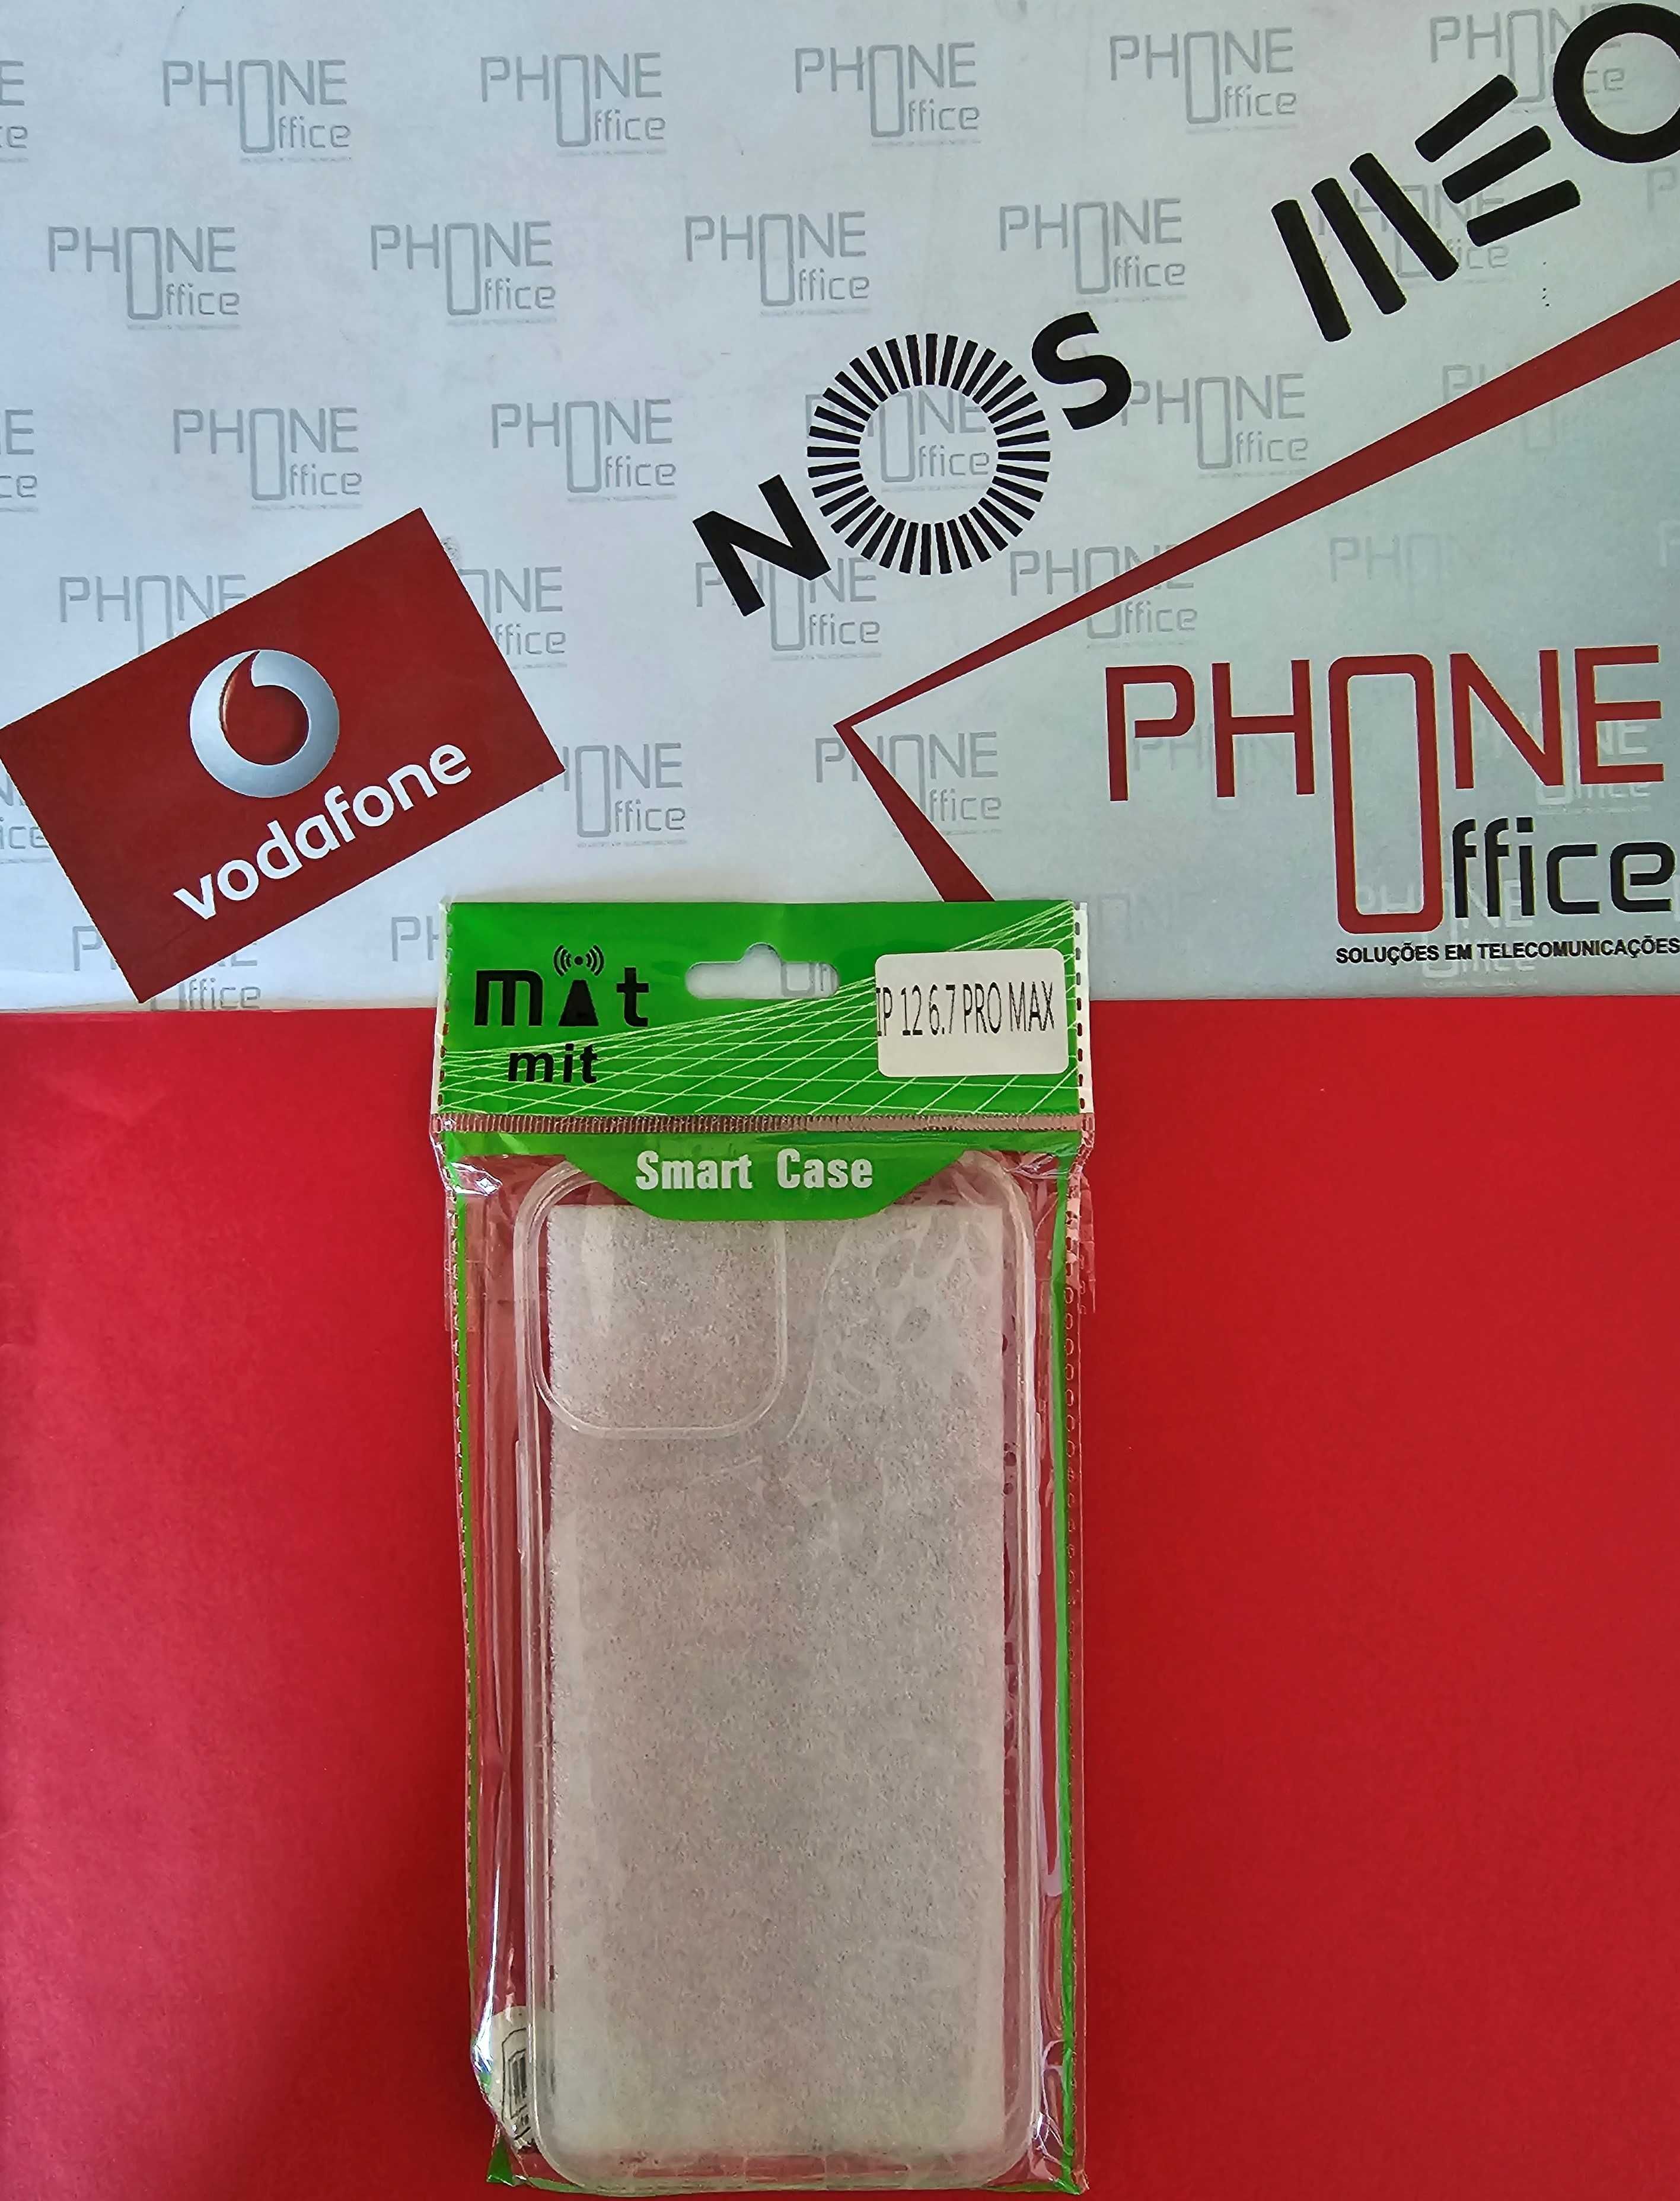 PHONE
Office
MEO
NOS
vodafone
PHONE
Office
SOLUÇÕES EM TELECOMUNICAÇÕES
mAt
mit
IP 12 6.7 PRO MAX
Smart Case